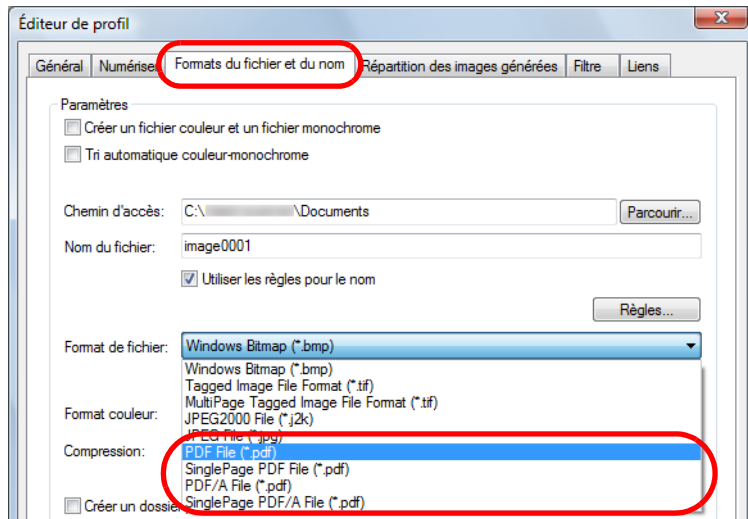 Éditeur de profil
Général Numériser Formats du fichier et du nom Répartition des images générées Filtre Liens
Paramètres
Créer un fichier couleur et un fichier monochrome
Tri automatique couleur-monochrome
Chemin d'accès: C:\ \Documents Parcourir...
Nom du fichier: image0001
Utiliser les règles pour le nom
Règles...
Format de fichier: Windows Bitmap (*.bmp)
Windows Bitmap (*.bmp)
Tagged Image File Format (*.tif)
MultiPage Tagged Image File Format (*.tif)
Format couleur: JPEG2000 File (*.j2k)
JPEG File (*.jpg)
Compression: PDF File (*.pdf)
SinglePage PDF File (*.pdf)
PDF/A File (*.pdf)
Créer un dossie SinglePage PDF/A File (*.pdf)